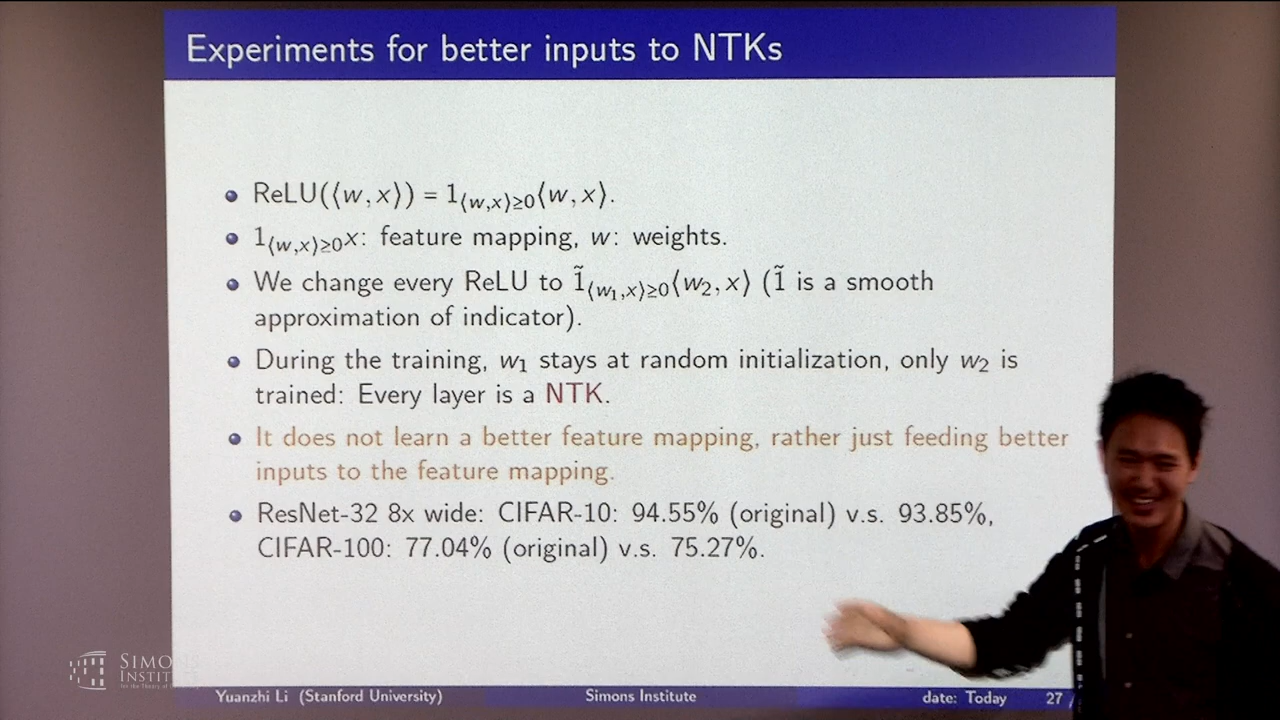 Experiments for better inputs to NTKs
ReLU(⟨w, x⟩) = 1⟨w,x⟩≥0⟨w, x⟩.
1⟨w,x⟩≥0x: feature mapping, w: weights.
We change every ReLU to 1̃⟨w₁,x⟩≥0⟨w₂, x⟩ (1̃ is a smooth
approximation of indicator).
During the training, w₁ stays at random initialization, only w₂ is
trained: Every layer is a NTK.
It does not learn a better feature mapping, rather just feeding better
inputs to the feature mapping.
ResNet-32 8x wide: CIFAR-10: 94.55% (original) v.s. 93.85%,
CIFAR-100: 77.04% (original) v.s. 75.27%.
Yuanzhi Li (Stanford University) Simons Institute date: Today 27 /